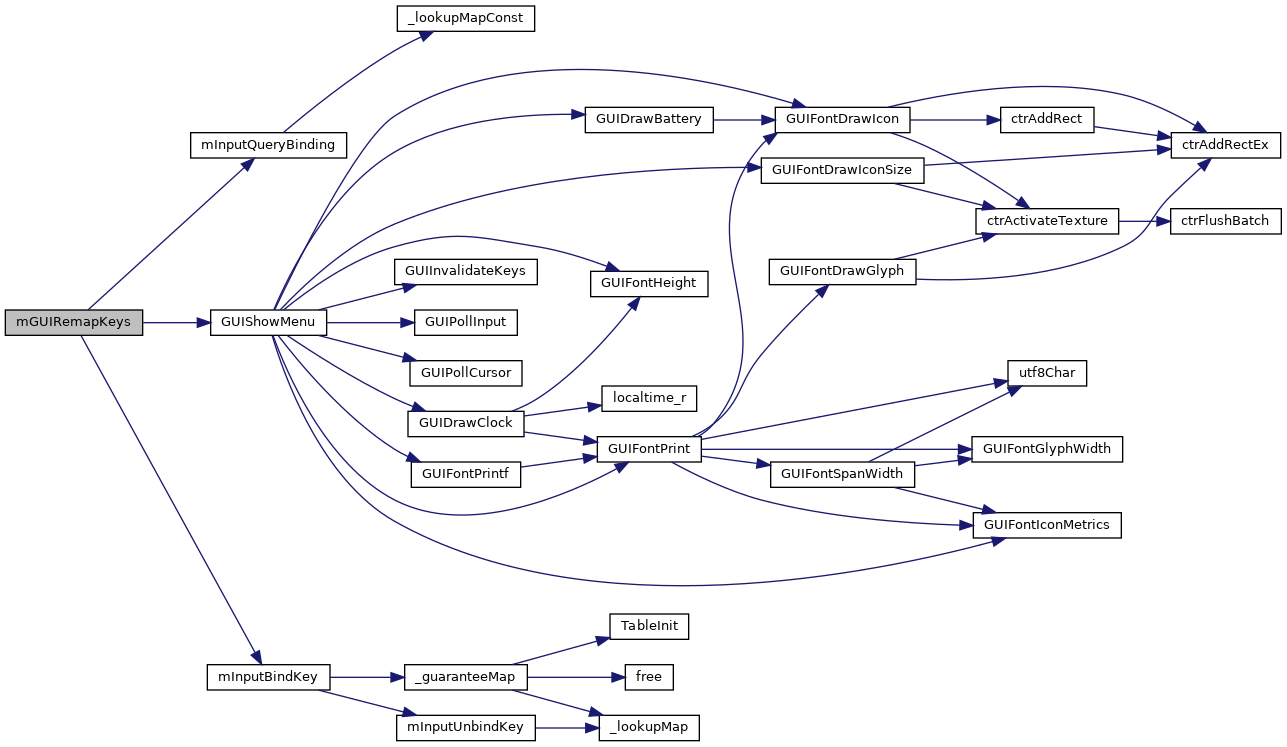 _lookupMapConst
GUIDrawBattery
GUIFontDrawIcon
ctrAddRect
mInputQueryBinding
ctrAddRectEx
GUIFontDrawIconSize
ctrActivateTexture
ctrFlushBatch
GUIInvalidateKeys
GUIFontHeight
GUIFontDrawGlyph
mGUIRemapKeys
GUIShowMenu
GUIPollInput
GUIPollCursor
utf8Char
localtime_r
GUIDrawClock
GUIFontPrint
GUIFontGlyphWidth
GUIFontPrintf
GUIFontSpanWidth
GUIFontIconMetrics
TableInit
mInputBindKey
_guaranteeMap
free
mInputUnbindKey
_lookupMap